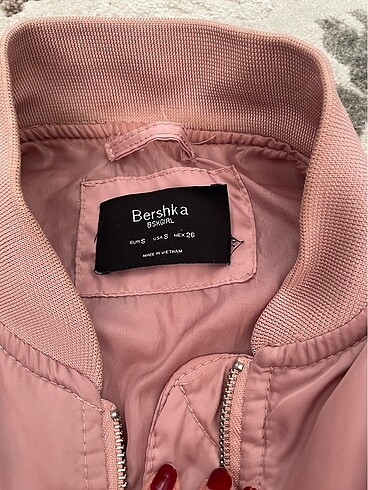 Bershka
BSKGIRL
EUR S USA S MEX 26
MADE IN VIETNAM